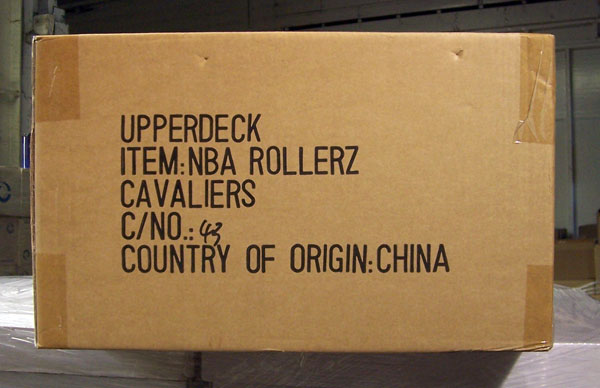 UPPERDECK
ITEM:NBA ROLLERZ
CAVALIERS
C/NO.: 43
COUNTRY OF ORIGIN:CHINA